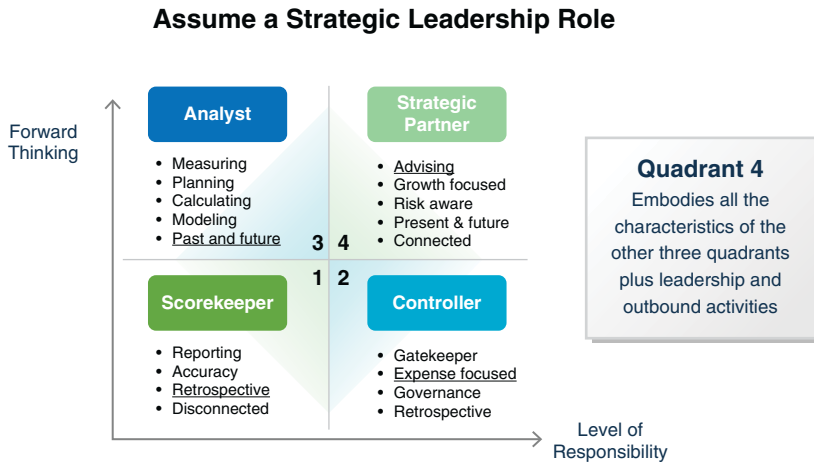 Assume a Strategic Leadership Role
Forward
Thinking
Analyst
• Measuring
• Planning
• Calculating
• Modeling
• Past and future
3
Strategic
Partner
• Advising
• Growth focused
• Risk aware
• Present & future
• Connected
4
Scorekeeper
1
• Reporting
• Accuracy
• Retrospective
• Disconnected
2
Controller
• Gatekeeper
• Expense focused
• Governance
• Retrospective
Level of
Responsibility
Quadrant 4
Embodies all the
characteristics of the
other three quadrants
plus leadership and
outbound activities